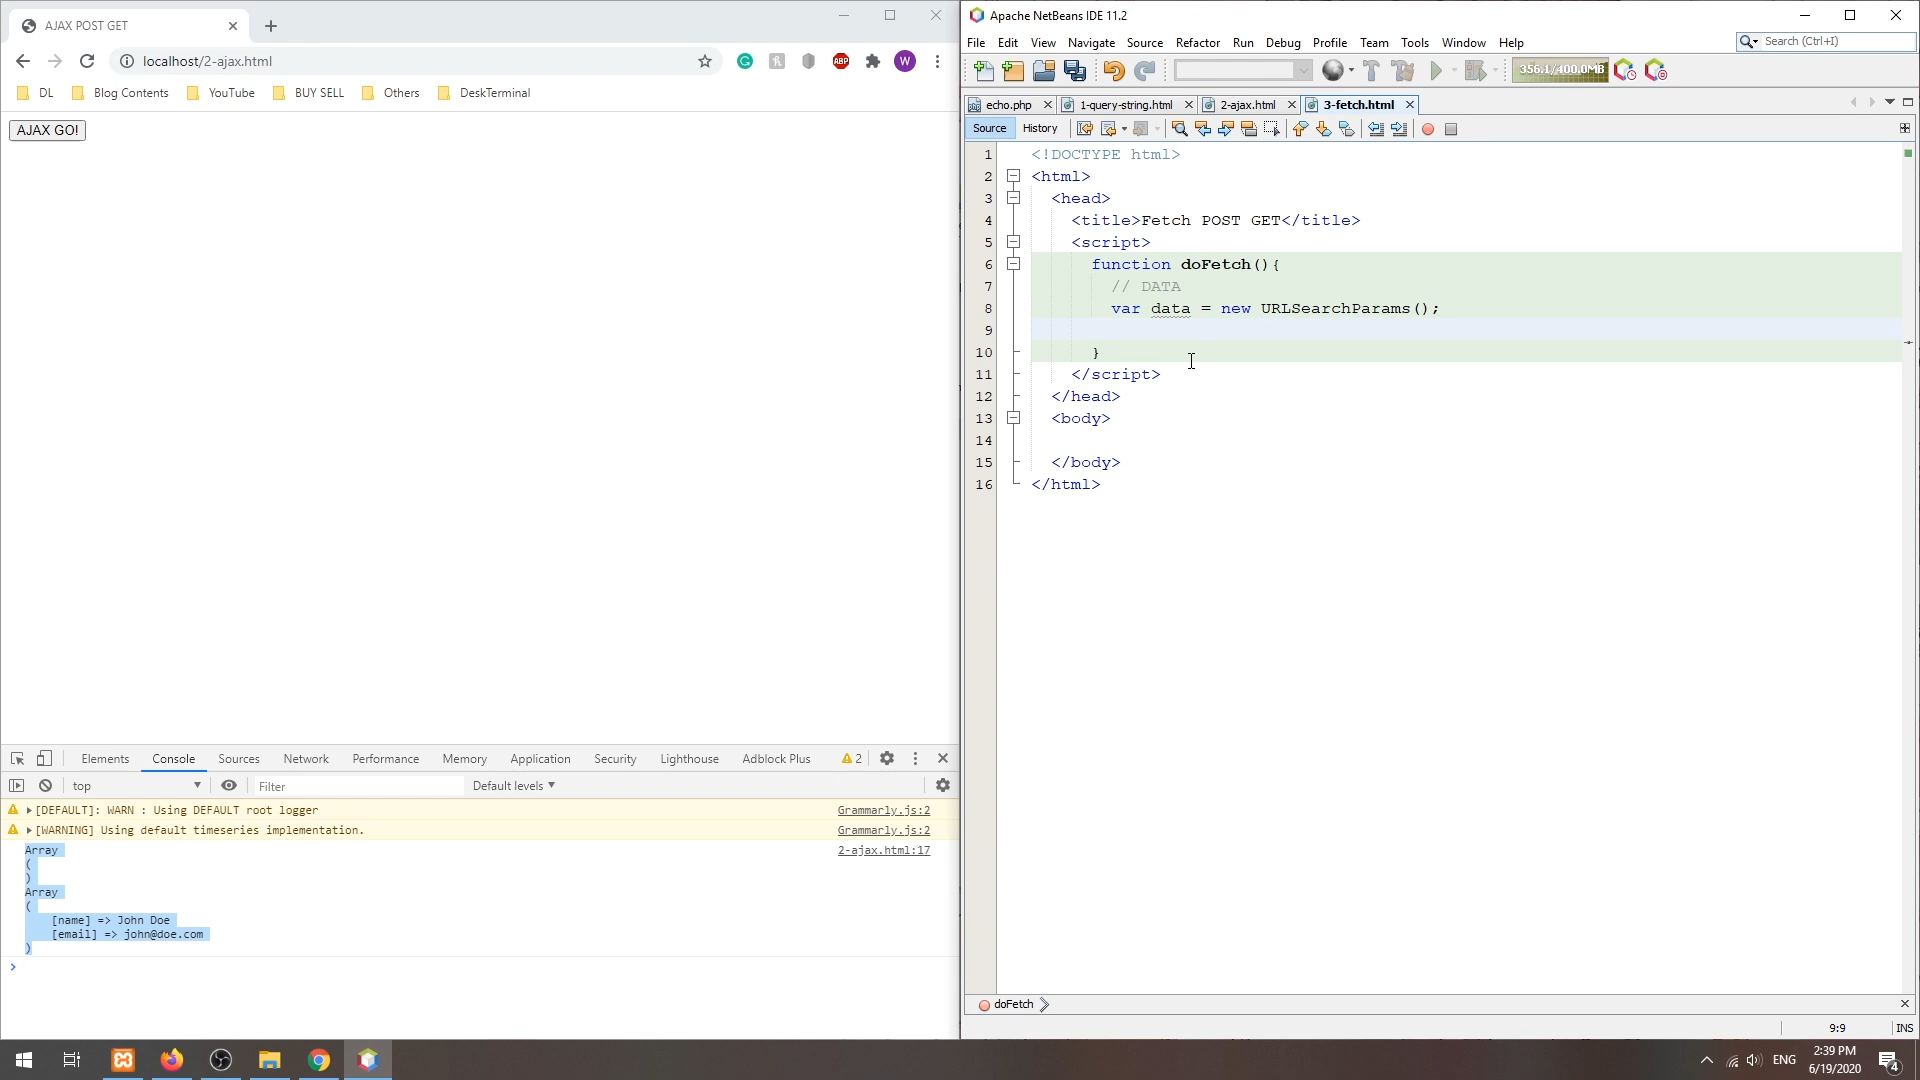 AJAX POST GET
localhost/2-ajax.html
ABP
W
DL
Blog Contents
YouTube
BUY SELL
Others
DeskTerminal
AJAX GO!
Elements
Console
Sources
Network
Performance
Memory
Application
Security
Lighthouse
Adblock Plus
2
top
Filter
Default levels
[DEFAULT]: WARN : Using DEFAULT root logger
Grammarly.js:2
[WARNING] Using default timeseries implementation.
Grammarly.js:2
Array
2-ajax.html:17
(
)
Array
(
[name] => John Doe
[email] => john@doe.com
)
>
Apache NetBeans IDE 11.2
File Edit View Navigate Source Refactor Run Debug Profile Team Tools Window Help
Search (Ctrl+I)
356.1/400.0MB
echo.php
1-query-string.html
2-ajax.html
3-fetch.html
Source
History
1 <!DOCTYPE html>
2 <html>
3 <head>
4 <title>Fetch POST GET</title>
5 <script>
6 function doFetch(){
7 // DATA
8 var data = new URLSearchParams();
9
10 }
11 </script>
12 </head>
13 <body>
14
15 </body>
16 </html>
doFetch
9:9
INS
ENG
2:39 PM
6/19/2020
4